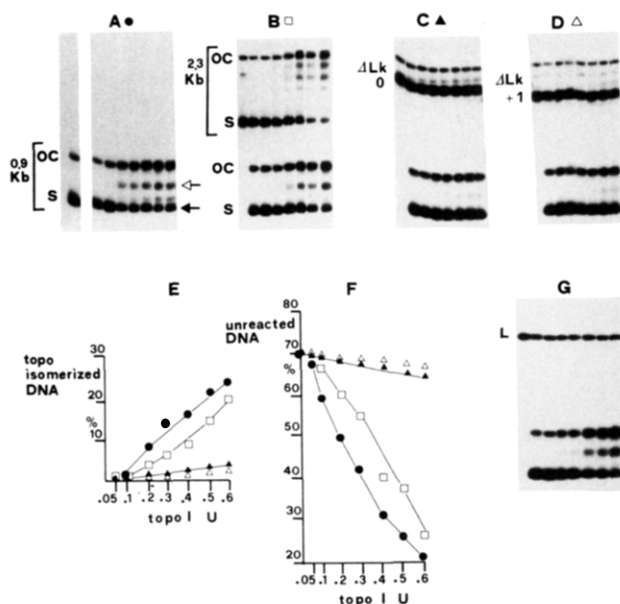 A ●
B □
C ▲
D △
OC
2,3
Kb
S
ΔLk
0
ΔLk
+1
0,9
Kb
OC
S
OC
S
E
F
G
topo
isomerized
DNA
%
30
20
10
.05 .1 .2 .3 .4 .5 .6
topo I U
unreacted
DNA
%
80
70
60
50
40
30
20
.05 .1 .2 .3 .4 .5 .6
topo I U
L